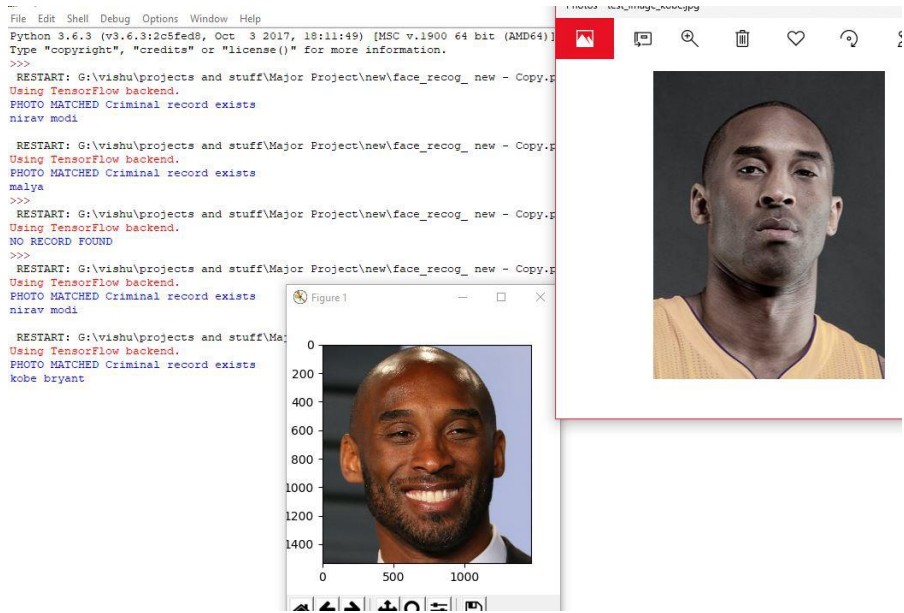 File Edit Shell Debug Options Window Help
Python 3.6.3 (v3.6.3:2c5fed8, Oct  3 2017, 18:11:49) [MSC v.1900 64 bit (AMD64)]
Type "copyright", "credits" or "license()" for more information.
>>>
RESTART: G:\vishu\projects and stuff\Major Project\new\face_recog_ new - Copy.p
Using TensorFlow backend.
PHOTO MATCHED Criminal record exists
nirav modi
RESTART: G:\vishu\projects and stuff\Major Project\new\face_recog_ new - Copy.p
Using TensorFlow backend.
PHOTO MATCHED Criminal record exists
malya
>>>
RESTART: G:\vishu\projects and stuff\Major Project\new\face_recog_ new - Copy.p
Using TensorFlow backend.
NO RECORD FOUND
>>>
RESTART: G:\vishu\projects and stuff\Major Project\new\face_recog_ new - Copy.p
Using TensorFlow backend.
PHOTO MATCHED Criminal record exists
nirav modi
RESTART: G:\vishu\projects and stuff\Maj
Using TensorFlow backend.
PHOTO MATCHED Criminal record exists
kobe bryant
Photos - test_image_kobe.jpg
Figure 1
0
200
400
600
800
1000
1200
1400
0 500 1000